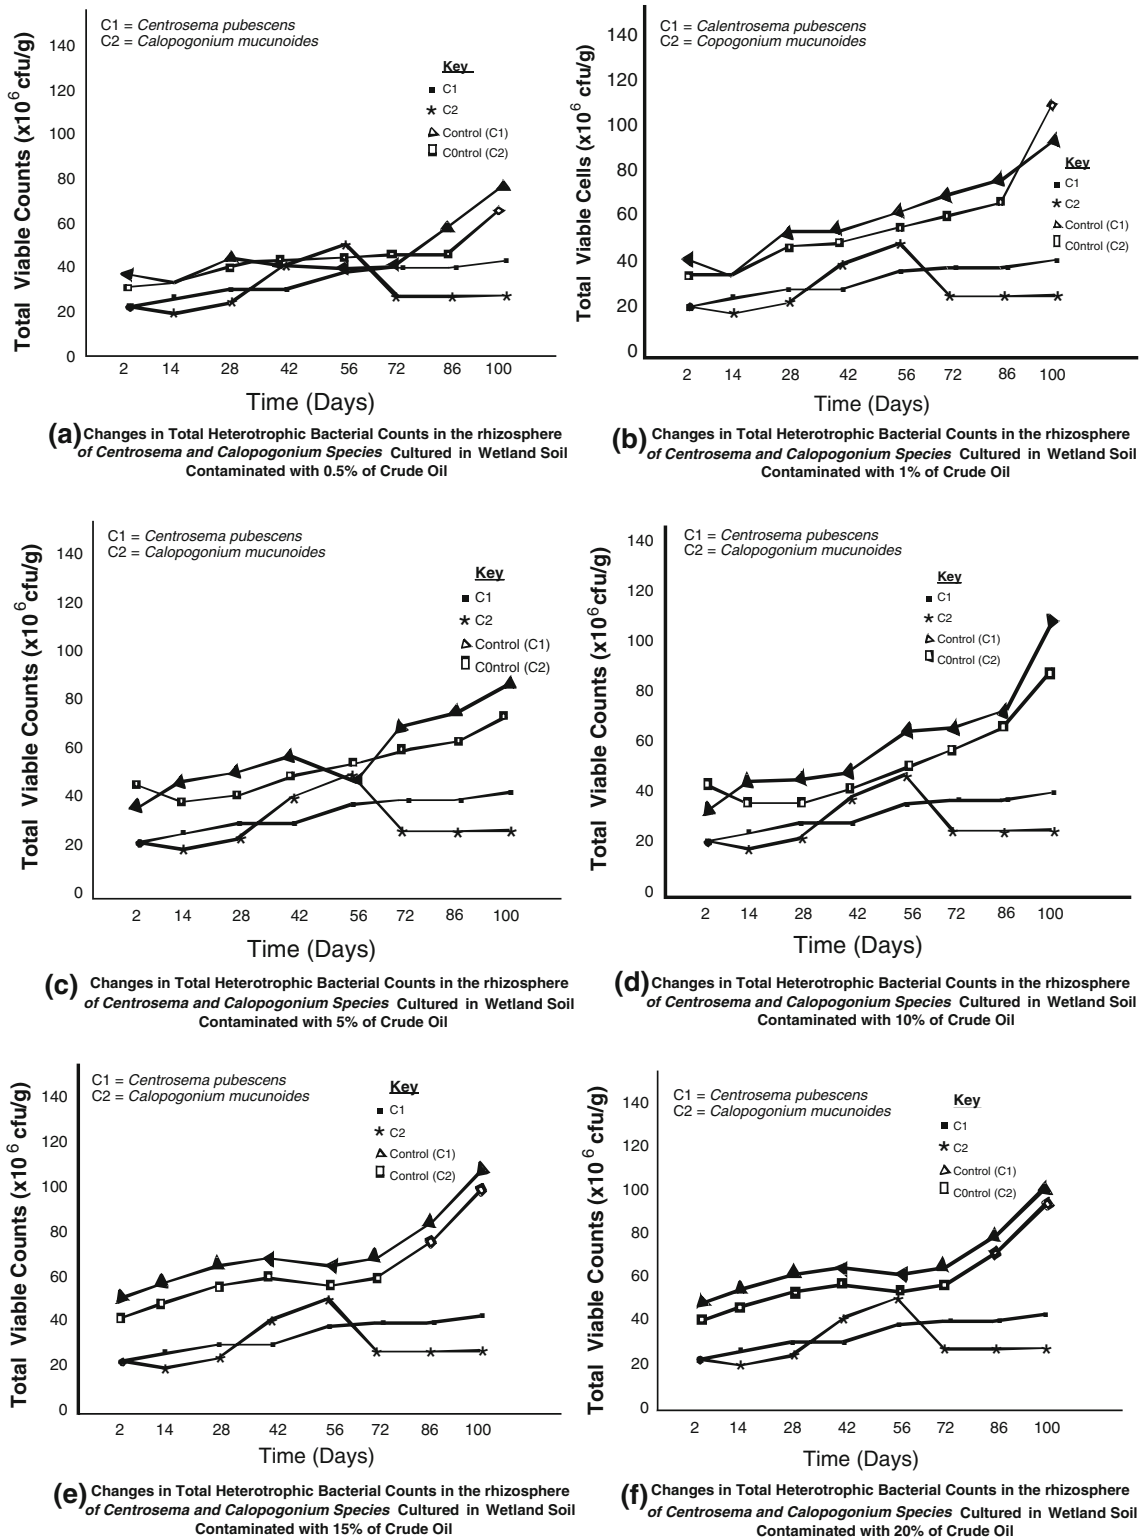 C1 = Centrosema pubescens
C2 = Calopogonium mucunoides
Key
C1
C2
Control (C1)
C0ntrol (C2)
Total Viable Counts (x10^6 cfu/g)
140
120
100
80
60
40
20
0
2 14 28 42 56 72 86 100
Time (Days)
(a) Changes in Total Heterotrophic Bacterial Counts in the rhizosphere
of Centrosema and Calopogonium Species Cultured in Wetland Soil
Contaminated with 0.5% of Crude Oil
C1 = Calentrosema pubescens
C2 = Copogonium mucunoides
Key
C1
C2
Control (C1)
C0ntrol (C2)
Total Viable Cells (x10^6 cfu/g)
140
120
100
80
60
40
20
0
2 14 28 42 56 72 86 100
Time (Days)
(b) Changes in Total Heterotrophic Bacterial Counts in the rhizosphere
of Centrosema and Calopogonium Species Cultured in Wetland Soil
Contaminated with 1% of Crude Oil
C1 = Centrosema pubescens
C2 = Calopogonium mucunoides
Key
C1
C2
Control (C1)
C0ntrol (C2)
Total Viable Counts (x10^6 cfu/g)
140
120
100
80
60
40
20
0
2 14 28 42 56 72 86 100
Time (Days)
(c) Changes in Total Heterotrophic Bacterial Counts in the rhizosphere
of Centrosema and Calopogonium Species Cultured in Wetland Soil
Contaminated with 5% of Crude Oil
C1 = Centrosema pubescens
C2 = Calopogonium mucunoides
Key
C1
C2
Control (C1)
C0ntrol (C2)
Total Viable Counts (x10^6 cfu/g)
140
120
100
80
60
40
20
0
2 14 28 42 56 72 86 100
Time (Days)
(d) Changes in Total Heterotrophic Bacterial Counts in the rhizosphere
of Centrosema and Calopogonium Species Cultured in Wetland Soil
Contaminated with 10% of Crude Oil
C1 = Centrosema pubescens
C2 = Calopogonium mucunoides
Key
C1
C2
Control (C1)
Control (C2)
Total Viable Counts (x10^6 cfu/g)
140
120
100
80
60
40
20
0
2 14 28 42 56 72 86 100
Time (Days)
(e) Changes in Total Heterotrophic Bacterial Counts in the rhizosphere
of Centrosema and Calopogonium Species Cultured in Wetland Soil
Contaminated with 15% of Crude Oil
C1 = Centrosema pubescens
C2 = Calopogonium mucunoides
Key
C1
C2
Control (C1)
C0ntrol (C2)
Total Viable Counts (x10^6 cfu/g)
140
120
100
80
60
40
20
0
2 14 28 42 56 72 86 100
Time (Days)
(f) Changes in Total Heterotrophic Bacterial Counts in the rhizosphere
of Centrosema and Calopogonium Species Cultured in Wetland Soil
Contaminated with 20% of Crude Oil